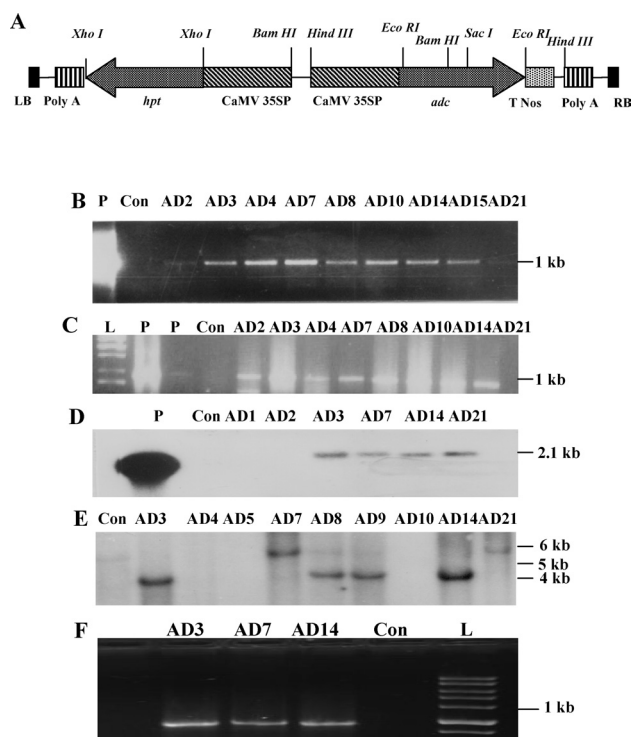 A
Xho I Xho I Bam HI Hind III Eco RI Bam HI Sac I Eco RI Hind III
LB Poly A hpt CaMV 35SP CaMV 35SP adc T Nos Poly A RB
B P Con AD2 AD3 AD4 AD7 AD8 AD10 AD14 AD15 AD21
1 kb
C L P P Con AD2 AD3 AD4 AD7 AD8 AD10 AD14 AD21
1 kb
D P Con AD1 AD2 AD3 AD7 AD14 AD21
2.1 kb
E Con AD3 AD4 AD5 AD7 AD8 AD9 AD10 AD14 AD21
6 kb
5 kb
4 kb
F AD3 AD7 AD14 Con L
1 kb